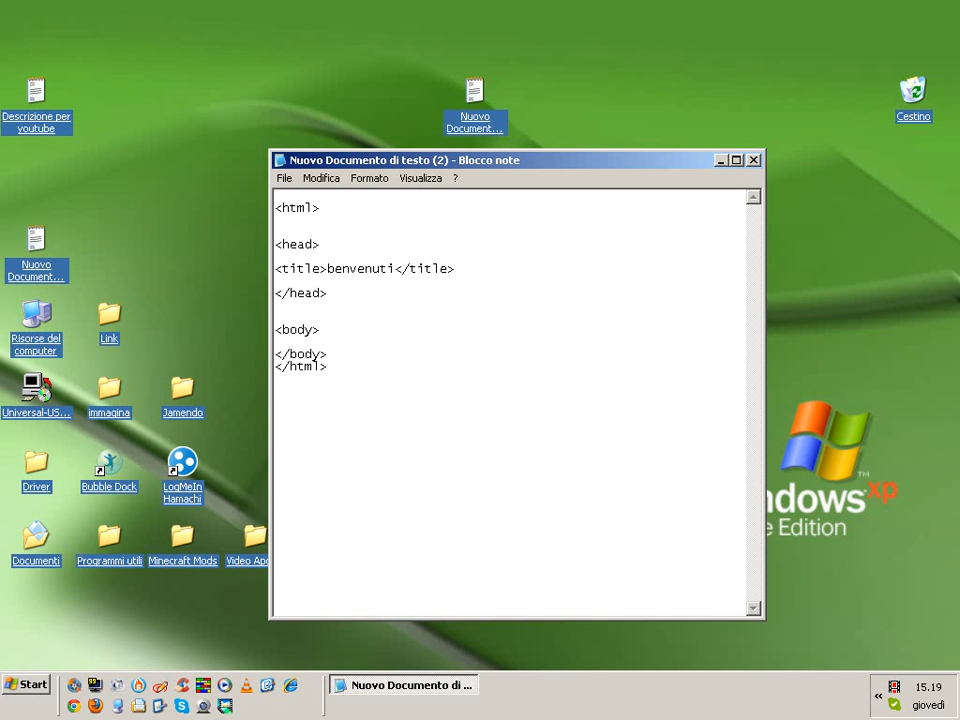 Descrizione per
youtube
Nuovo
Document...
Cestino
Nuovo Documento di testo (2) - Blocco note
File Modifica Formato Visualizza ?
<html>
<head>
<title>benvenuti</title>
</head>
<body>
</body>
</html>
Nuovo
Document...
Risorse del
computer
Link
Universal-US...
immagina
Jamendo
Driver
Bubble Dock
LogMeIn
Hamachi
Documenti
Programmi utili
Minecraft Mods
Video
ndows xp
TM
e Edition
Start
Nuovo Documento di ...
15.19
giovedì